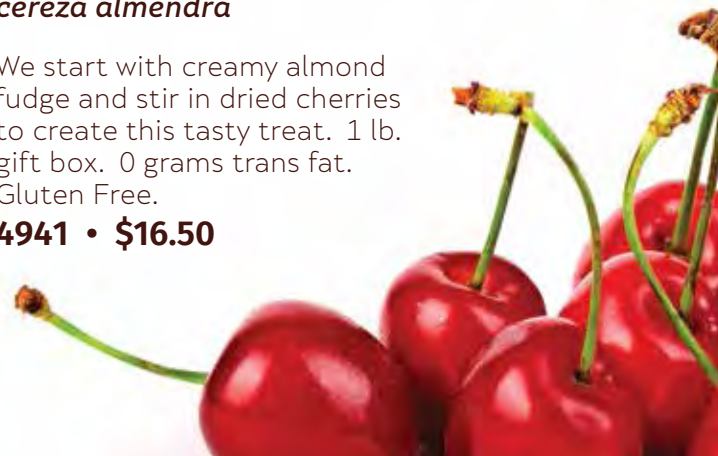 cereza almendra
We start with creamy almond
fudge and stir in dried cherries
to create this tasty treat.  1 lb.
gift box.  0 grams trans fat.
Gluten Free.
4941 • $16.50